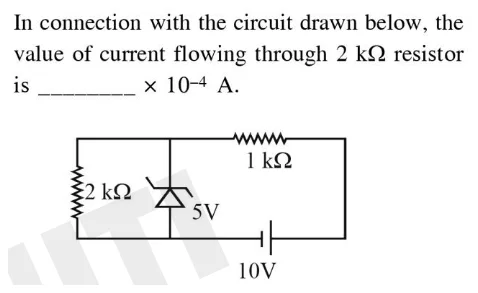 In connection with the circuit drawn below, the
value of current flowing through 2 kΩ resistor
is ________ × 10⁻⁴ A.
1 kΩ
2 kΩ
5V
10V